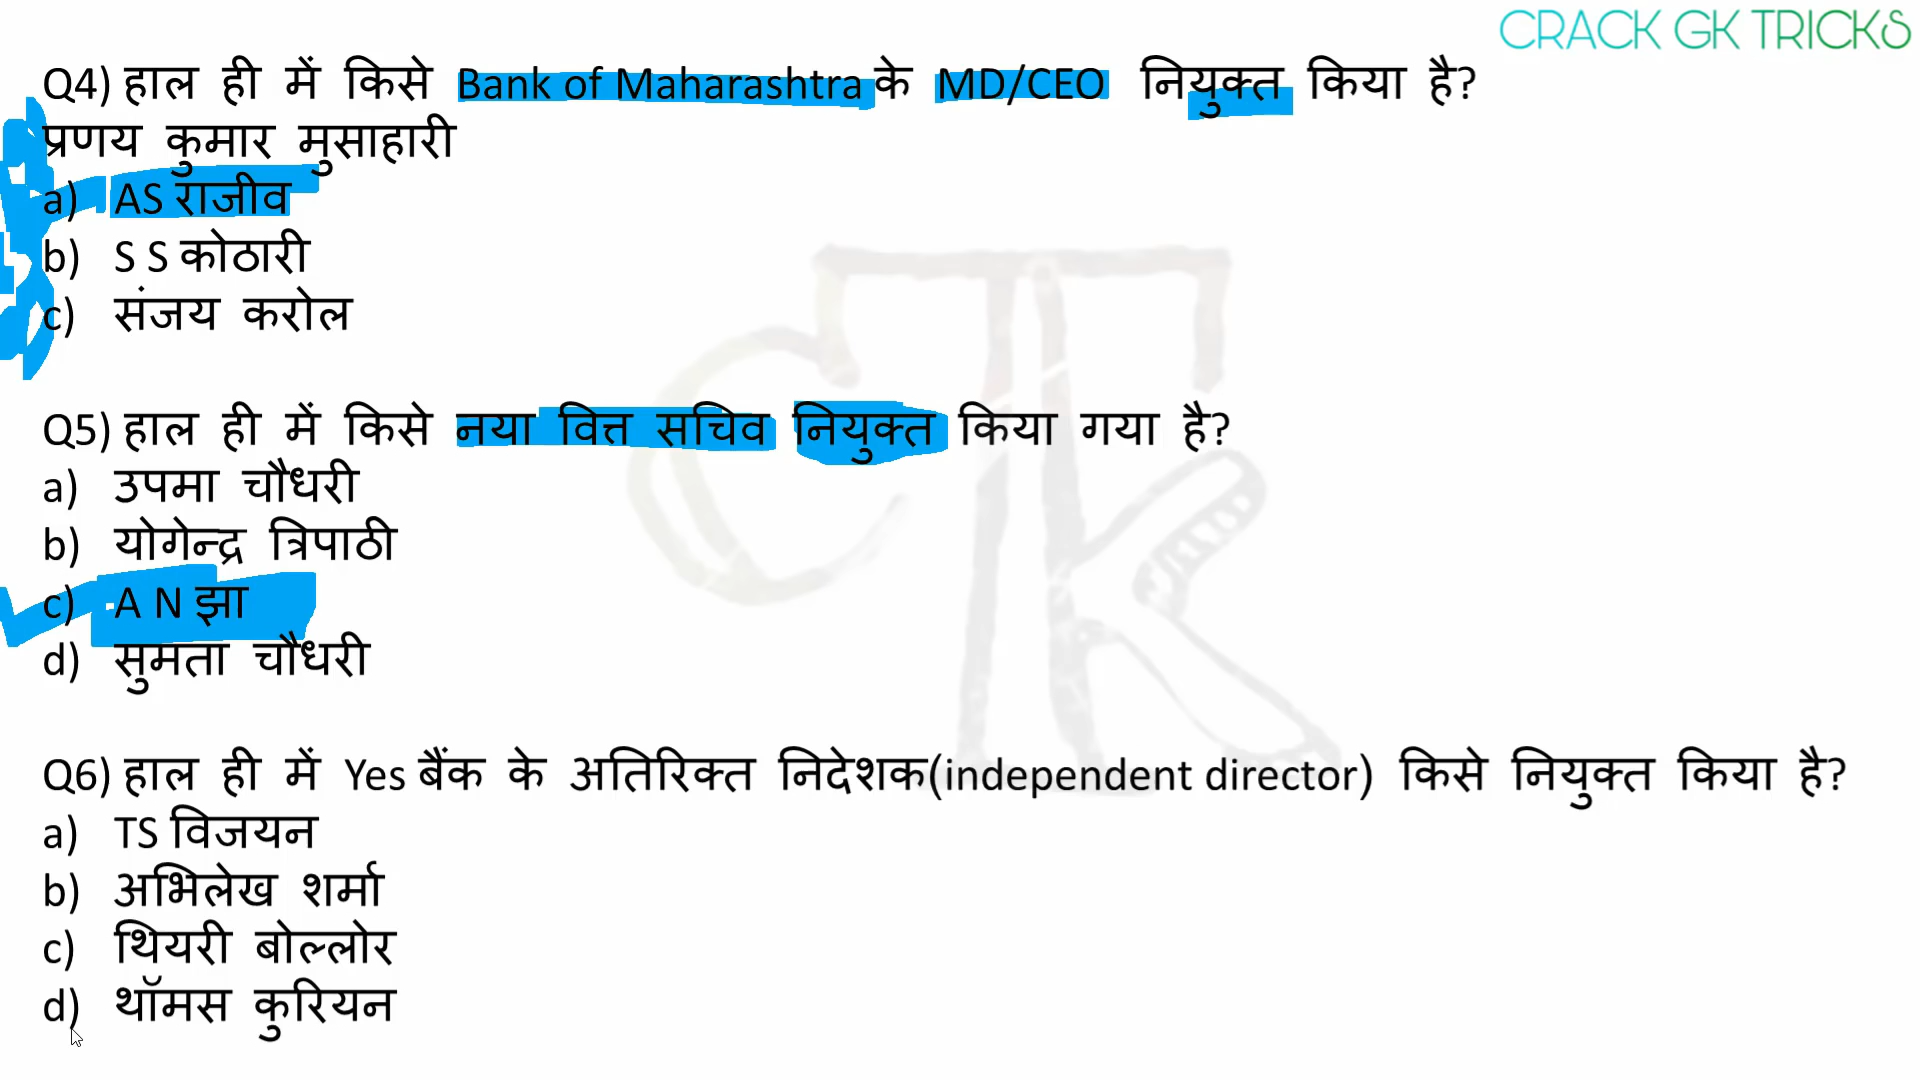 CRACK GK TRICKS
Q4) हाल ही में किसे Bank of Maharashtra के MD/CEO नियुक्त किया है?
प्रणय कुमार मुसाहारी
a) AS राजीव
b) S S कोठारी
c) संजय करोल
Q5) हाल ही में किसे नया वित्त सचिव नियुक्त किया गया है?
a) उपमा चौधरी
b) योगेन्द्र त्रिपाठी
c) A N झा
d) सुमता चौधरी
Q6) हाल ही में Yes बैंक के अतिरिक्त निदेशक(independent director) किसे नियुक्त किया है?
a) TS विजयन
b) अभिलेख शर्मा
c) थियरी बोल्लोर
d) थॉमस कुरियन